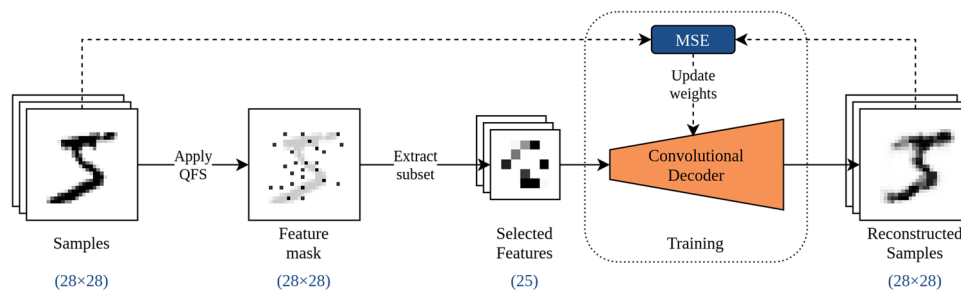 MSE
Update
weights
Apply
QFS
Extract
subset
Convolutional
Decoder
Samples
Feature
mask
Selected
Features
Training
Reconstructed
Samples
(28×28)
(28×28)
(25)
(28×28)